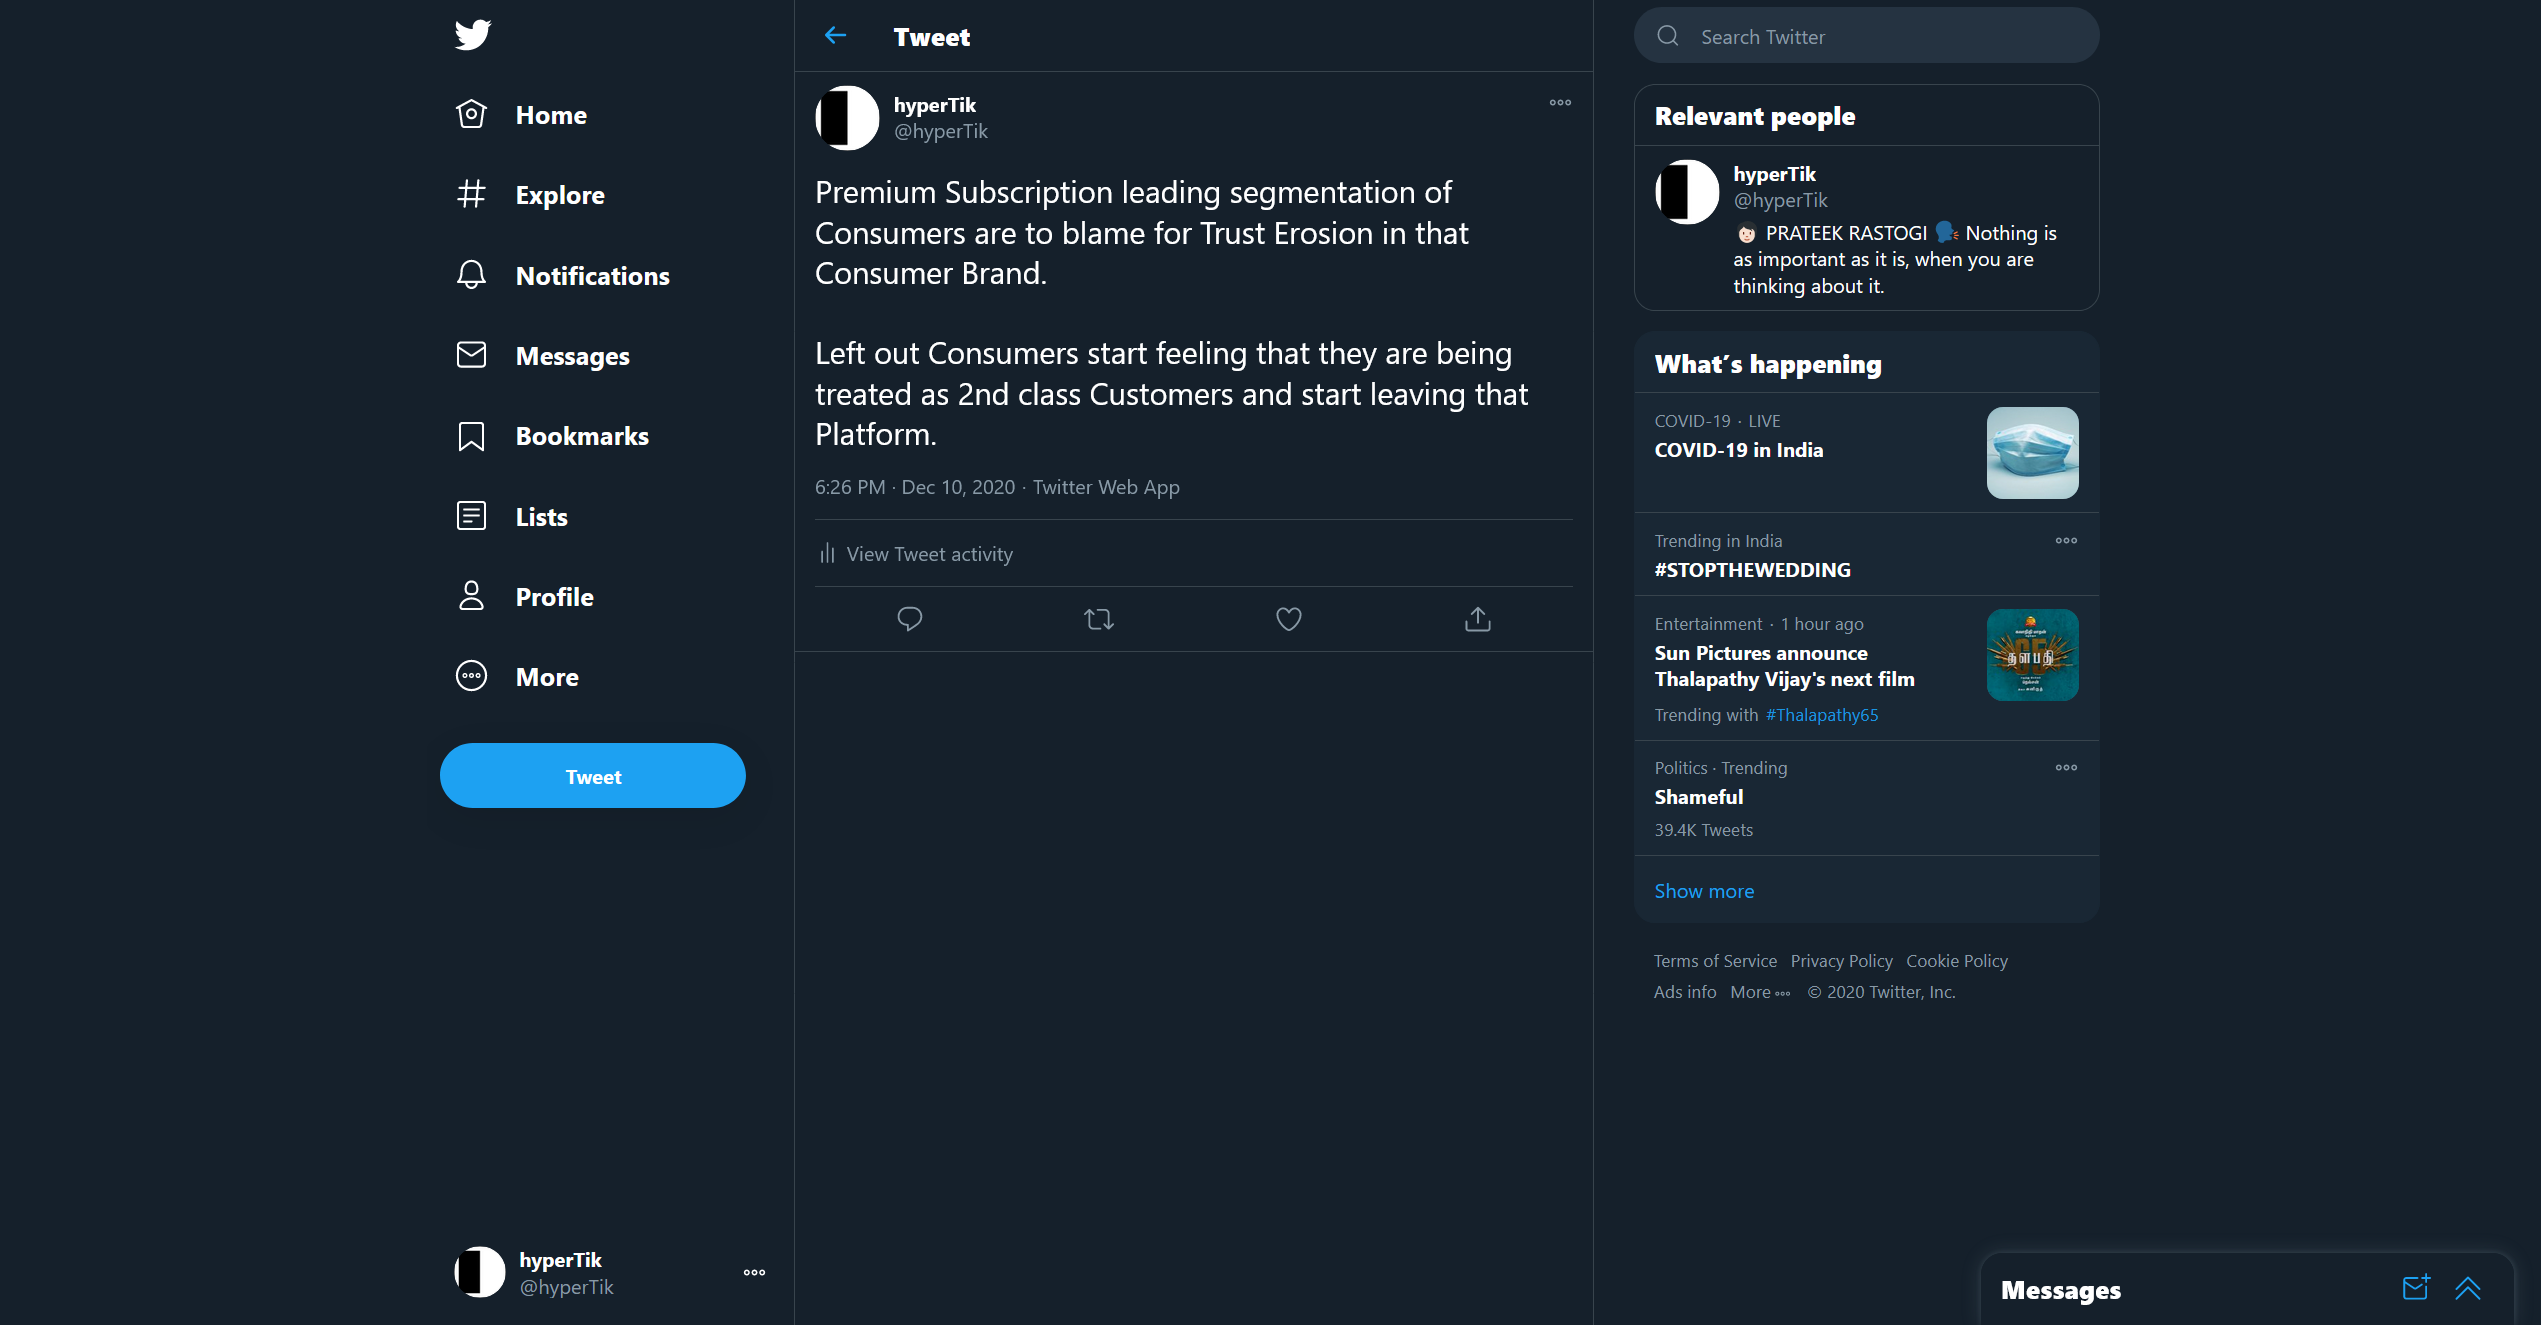 Home
Explore
Notifications
Messages
Bookmarks
Lists
Profile
More
Tweet
hyperTik
@hyperTik
Tweet
hyperTik
@hyperTik
Premium Subscription leading segmentation of
Consumers are to blame for Trust Erosion in that
Consumer Brand.
Left out Consumers start feeling that they are being
treated as 2nd class Customers and start leaving that
Platform.
6:26 PM · Dec 10, 2020 · Twitter Web App
View Tweet activity
Search Twitter
Relevant people
hyperTik
@hyperTik
PRATEEK RASTOGI Nothing is
as important as it is, when you are
thinking about it.
What's happening
COVID-19 · LIVE
COVID-19 in India
Trending in India
#STOPTHEWEDDING
Entertainment · 1 hour ago
Sun Pictures announce
Thalapathy Vijay's next film
Trending with #Thalapathy65
தளபதி
65
Politics · Trending
Shameful
39.4K Tweets
Show more
Terms of Service Privacy Policy Cookie Policy
Ads info More © 2020 Twitter, Inc.
Messages